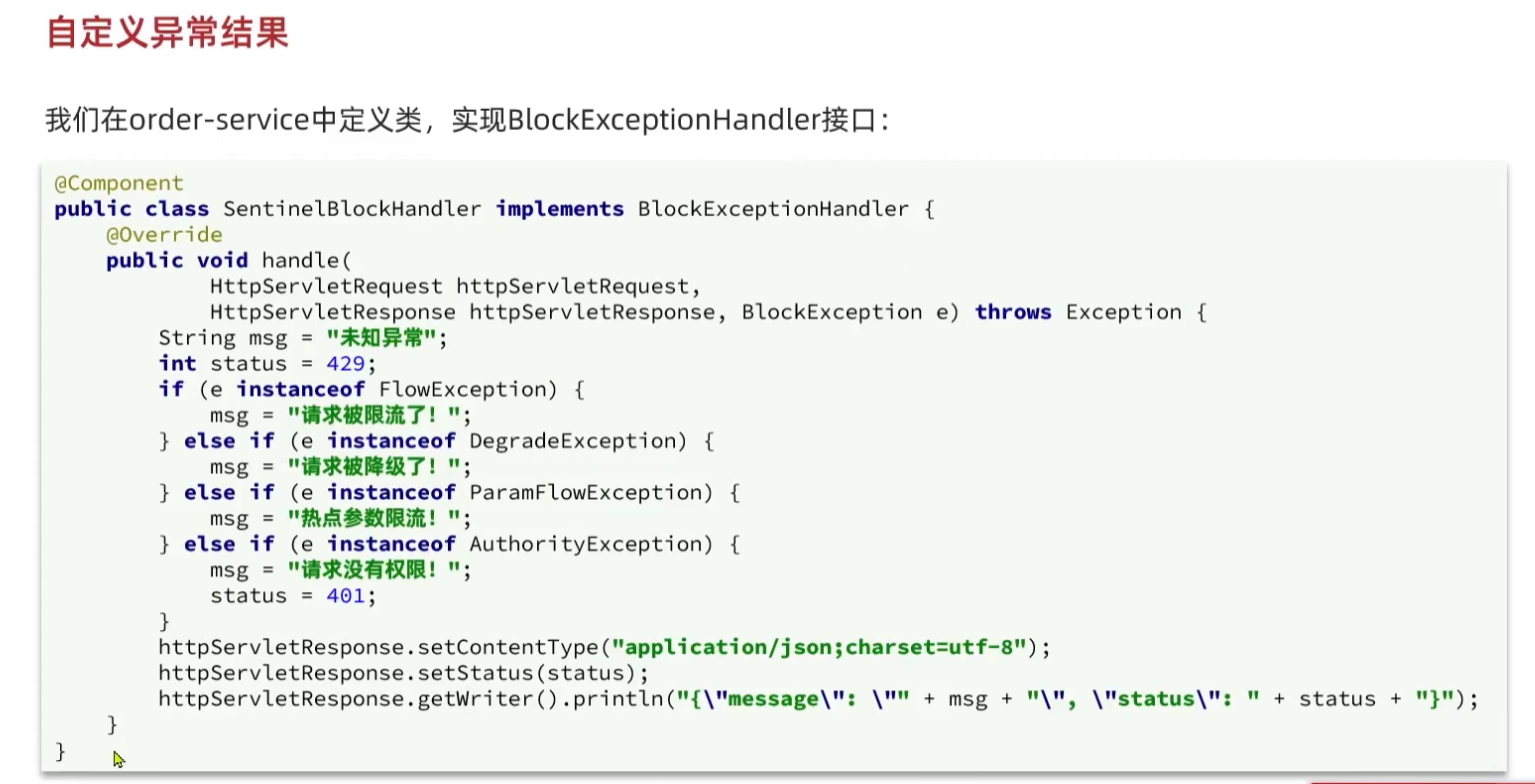 自定义异常结果
我们在order-service中定义类，实现BlockExceptionHandler接口：
@Component
public class SentinelBlockHandler implements BlockExceptionHandler {
    @Override
    public void handle(
            HttpServletRequest httpServletRequest,
            HttpServletResponse httpServletResponse, BlockException e) throws Exception {
        String msg = "未知异常";
        int status = 429;
        if (e instanceof FlowException) {
            msg = "请求被限流了！";
        } else if (e instanceof DegradeException) {
            msg = "请求被降级了！";
        } else if (e instanceof ParamFlowException) {
            msg = "热点参数限流！";
        } else if (e instanceof AuthorityException) {
            msg = "请求没有权限！";
            status = 401;
        }
        httpServletResponse.setContentType("application/json;charset=utf-8");
        httpServletResponse.setStatus(status);
        httpServletResponse.getWriter().println("{\"message\": \"" + msg + "\", \"status\": " + status + "}");
    }
}